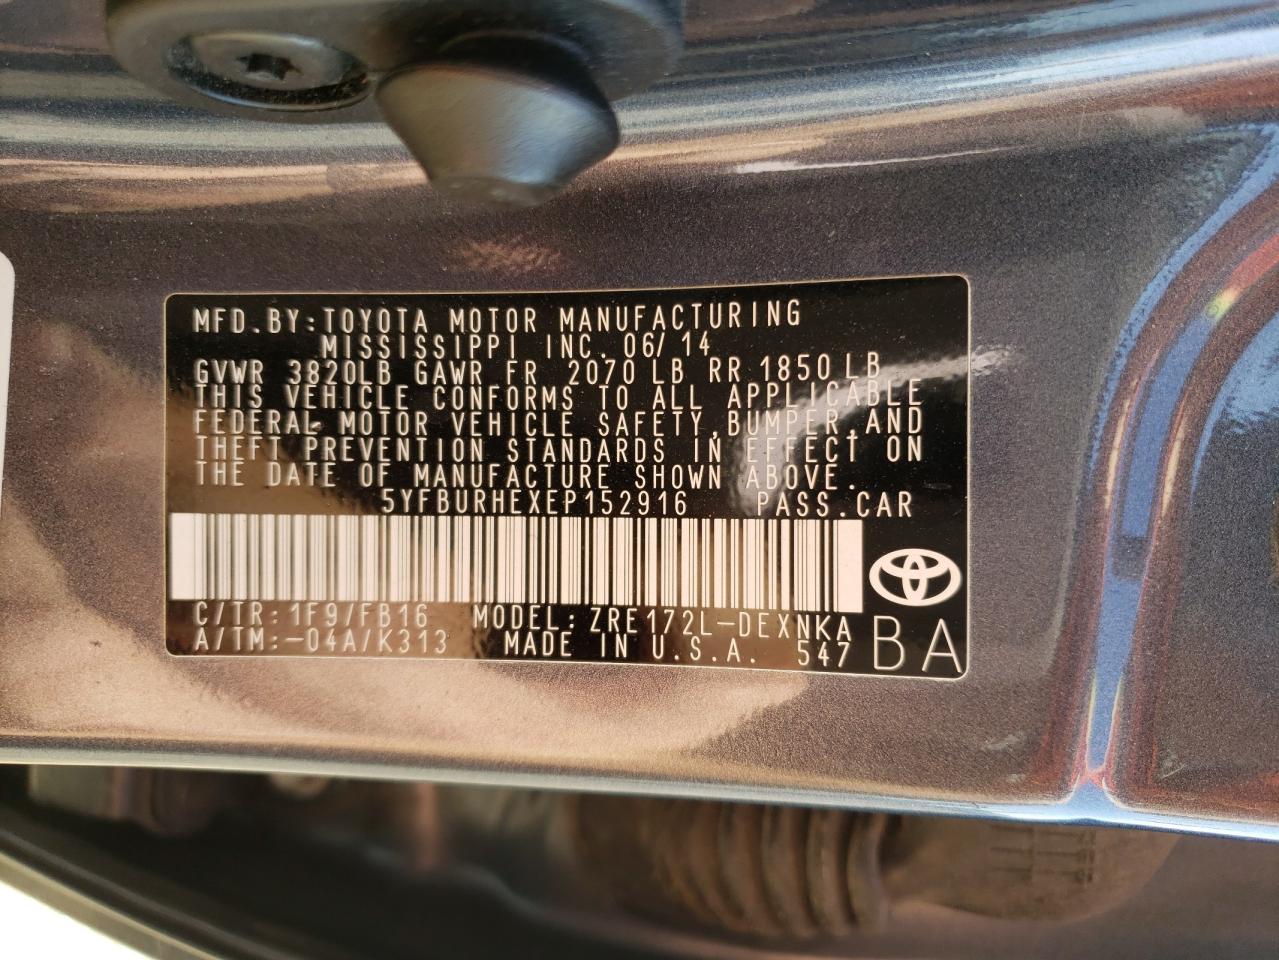 MFD.BY:TOYOTA MOTOR MANUFACTURING
MISSISSIPPI INC. 06/14
GVWR 3820LB GAWR FR 2070 LB RR 1850 LB
THIS VEHICLE CONFORMS TO ALL APPLICABLE
FEDERAL MOTOR VEHICLE SAFETY,BUMPER,AND
THEFT PREVENTION STANDARDS IN EFFECT ON
THE DATE OF MANUFACTURE SHOWN ABOVE.
5YFBURHEXEP152916 PASS.CAR
C/TR:1F9/FB16 MODEL:ZRE172L-DEXNKA
A/TM:-04A/K313 MADE IN U.S.A. 547 BA